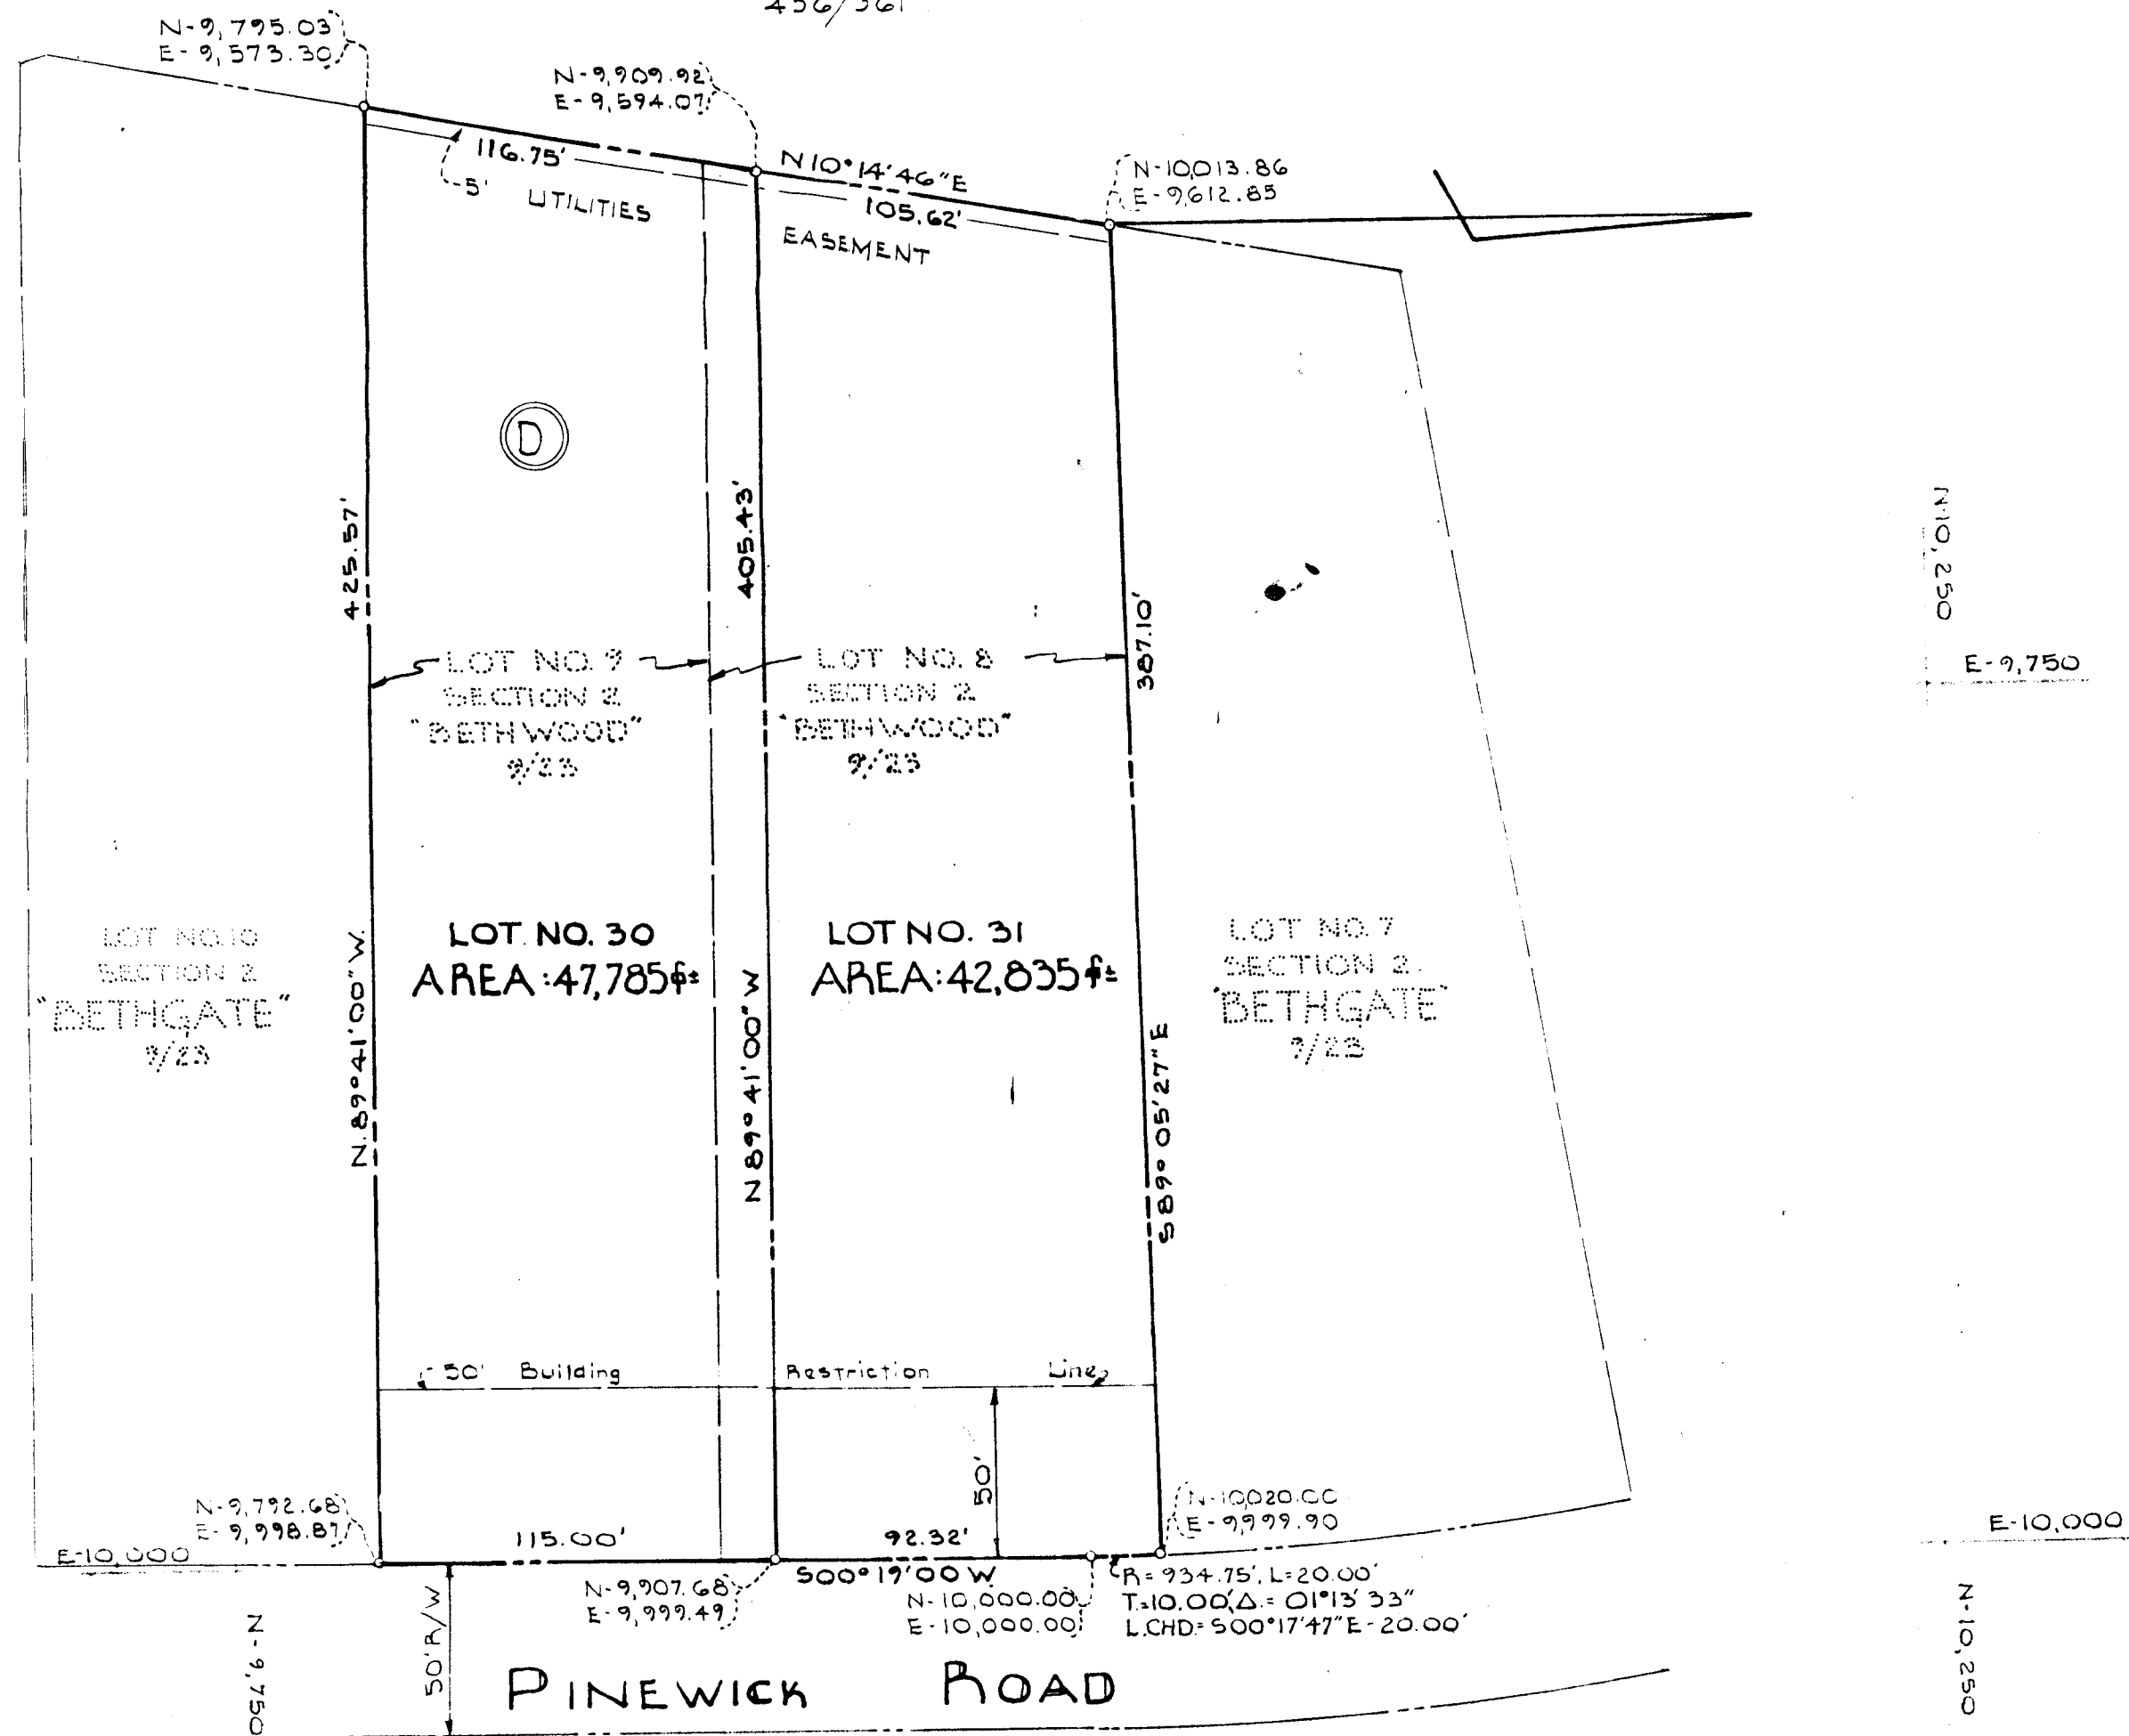 456/561
N-9,795.03
E-9,573.30
N-9,909.92
E-9,594.07
116.75'
5' UTILITIES
N10°14'46"E
105.62'
EASEMENT
N-10,013.86
E-9,612.85
D
425.57'
405.43'
387.10'
N-10,250
E-9,750
LOT NO. 9
SECTION 2
"BETHWOOD"
9/23
LOT NO. 8
SECTION 2
"BETHWOOD"
9/23
LOT NO. 10
SECTION 2
"BETHGATE"
9/23
N.89°41'00"W.
LOT NO. 30
AREA:47,785 ft±
N89°41'00"W
LOT NO. 31
AREA:42,835 ft±
S89°05'27"E
LOT NO. 7
SECTION 2.
"BETHGATE"
9/23
50' Building Restriction Line
50'
N-9,792.68
E-9,998.87
E-10,000
115.00'
92.32'
S00°19'00 W.
N-10,020.00
E-9,999.90
E-10,000
N-9,907.68
E-9,999.49
N-10,000.00
E-10,000.00
R=934.75', L=20.00'
T=10.00', Δ.=01°13'33"
L.CHD=S00°17'47"E-20.00'
N-9,750
50' R/W
PINEWICK ROAD
N-10,250